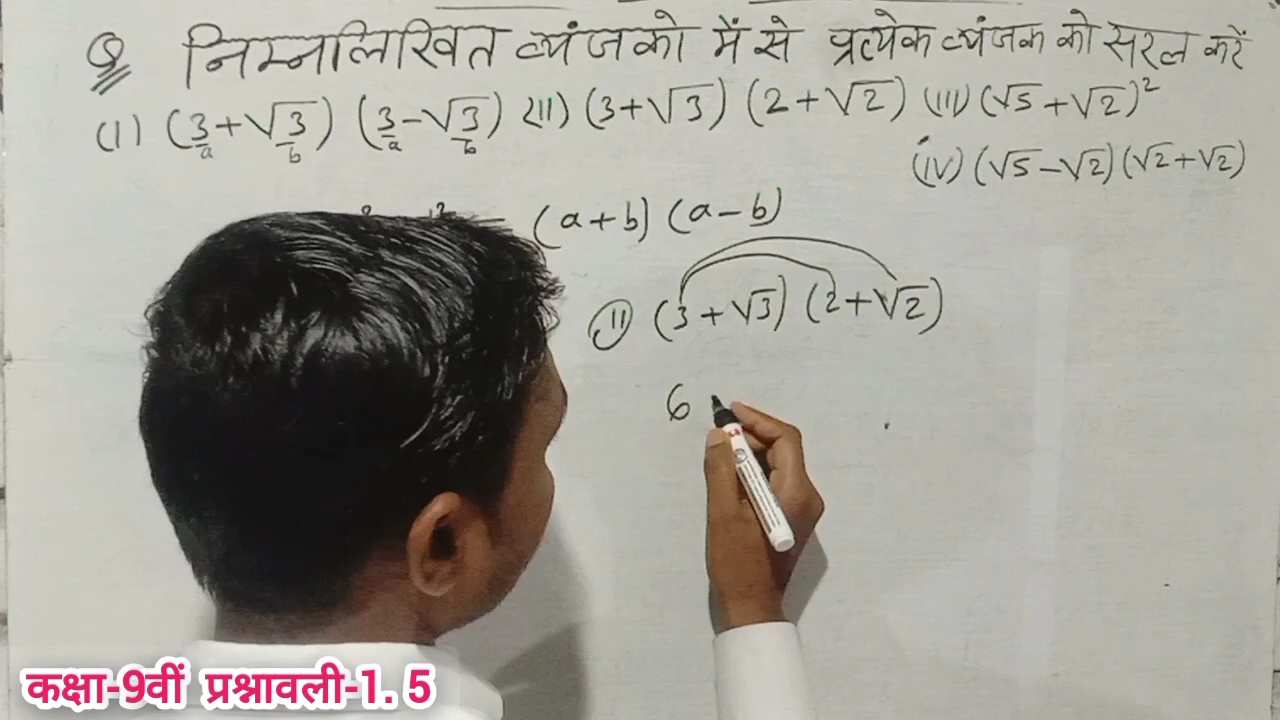 Q निम्नलिखित व्यंजको में से प्रत्येक व्यंजक को सरल करें
(I) (3+√3) (3-√3) (II) (3+√3) (2+√2) (III) (√5+√2)²
a b a b
(IV) (√5-√2) (√2+√2)
(a+b) (a-b)
(II) (3+√3) (2+√2)
6
कक्षा-9वीं प्रश्नावली-1.5